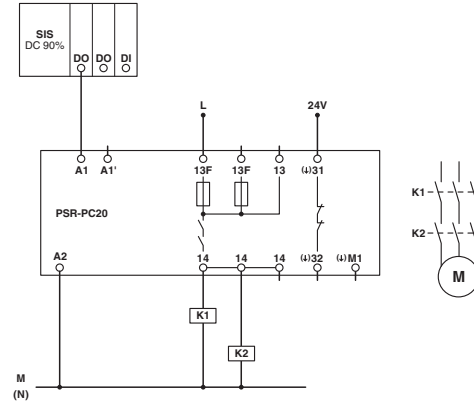 SIS
DC 90%
DO DO DI
L 24V
A1 A1' 13F 13F 13 (↓)31
PSR-PC20
A2 14 14 14 (↓)32 (↓)M1
K1
K2
M
(N)
K1
K2
M